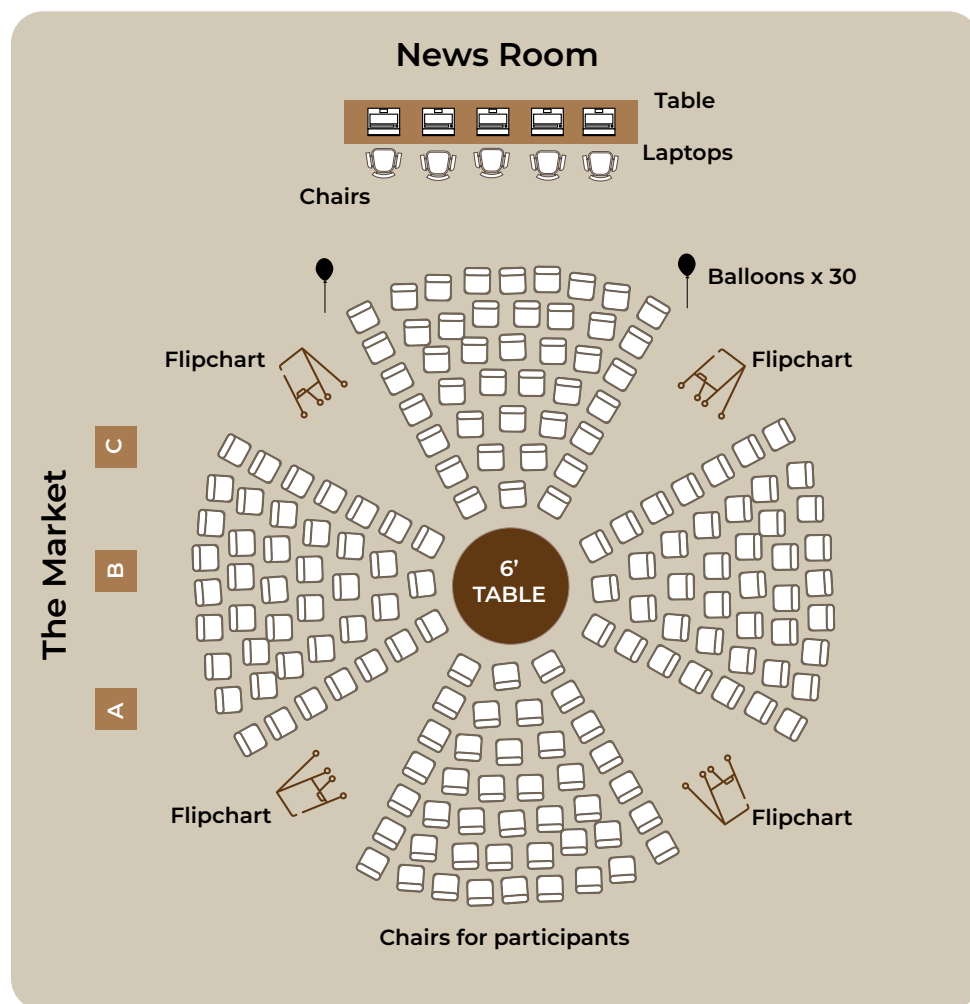 News Room
Table
Laptops
Chairs
Balloons x 30
Flipchart
Flipchart
The Market
C
B
A
6’
TABLE
Flipchart
Flipchart
Chairs for participants